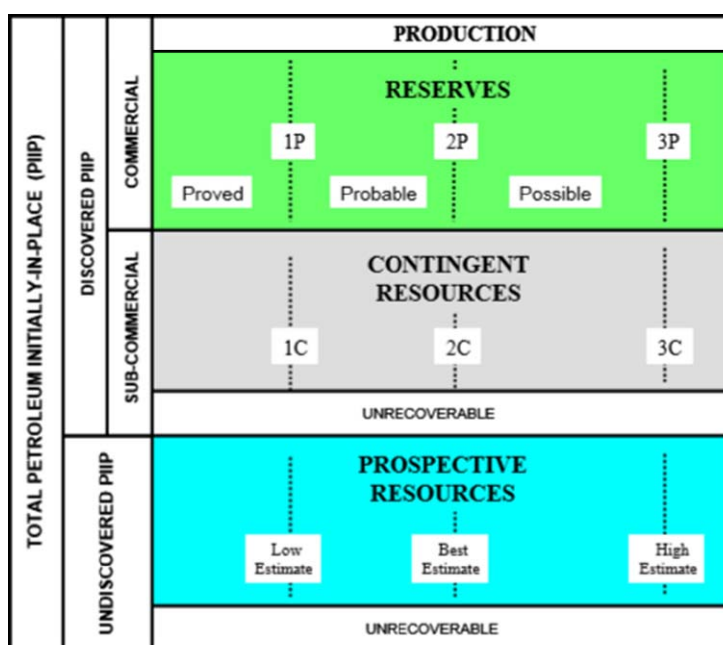 TOTAL PETROLEUM INITIALLY-IN-PLACE (PIIP)
DISCOVERED PIIP
COMMERCIAL
PRODUCTION
RESERVES
1P
2P
3P
Proved
Probable
Possible
SUB-COMMERCIAL
CONTINGENT
RESOURCES
1C
2C
3C
UNRECOVERABLE
UNDISCOVERED PIIP
PROSPECTIVE
RESOURCES
Low
Estimate
Best
Estimate
High
Estimate
UNRECOVERABLE